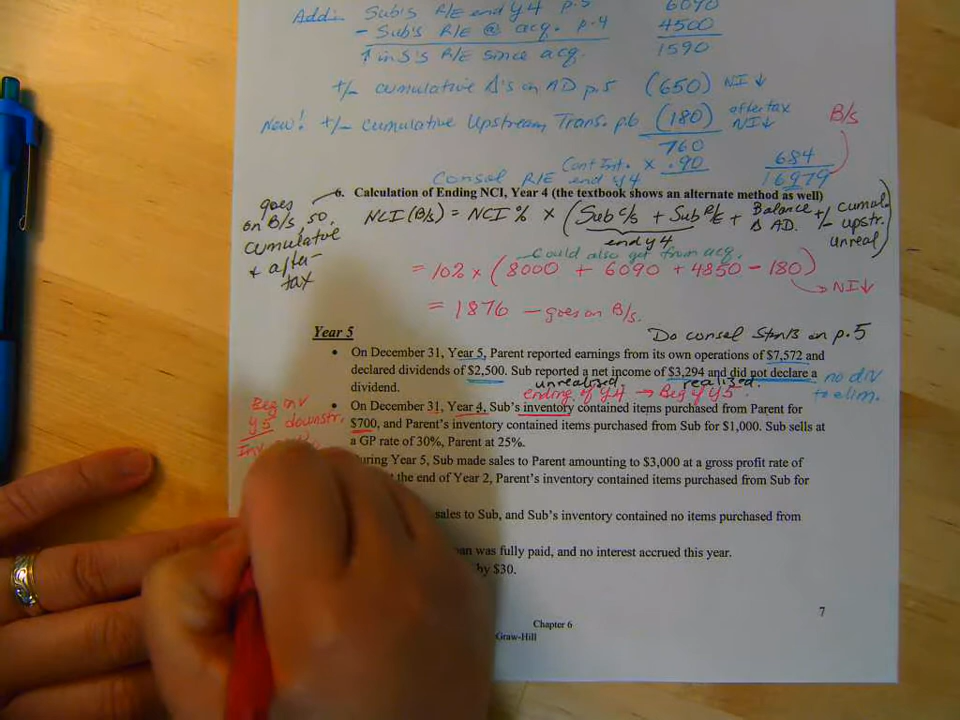 Add: Sub's R/E end y4 p.5 6090
- Sub's R/E @ acq. p.4 4500
↑ in S's R/E since acq. 1590
+/- cumulative Δ's in AD p.5 (650) NI↓
New! +/- Cumulative Upstream Trans. p.6 (180) after tax NI↓
760
Cont Int. x .90 684
Consol R/E end y4 16979
B/S
6. Calculation of Ending NCI, Year 4 (the textbook shows an alternate method as well)
goes on B/S, so, cumulative + after-tax
NCI (B/S) = NCI % x (Sub C/S + Sub R/E + Balance Δ AD. +/- cumul. upstr. unreal)
end y4
could also get from acq.
= 10% x (8000 + 6090 + 4850 - 180)
→ NI↓
= 1876 - goes on B/S.
Do consol Stmts on p.5
Year 5
• On December 31, Year 5, Parent reported earnings from its own operations of $7,572 and
declared dividends of $2,500. Sub reported a net income of $3,294 and did not declare a
dividend.
no div to elim.
unrealized. realized.
ending of y4 → Beg of y5.
• On December 31, Year 4, Sub's inventory contained items purchased from Parent for
$700, and Parent's inventory contained items purchased from Sub for $1,000. Sub sells at
a GP rate of 30%, Parent at 25%.
Beg inv
y5 downstr.
During Year 5, Sub made sales to Parent amounting to $3,000 at a gross profit rate of
the end of Year 2, Parent's inventory contained items purchased from Sub for
sales to Sub, and Sub's inventory contained no items purchased from
was fully paid, and no interest accrued this year.
by $30.
7
Chapter 6
Graw-Hill